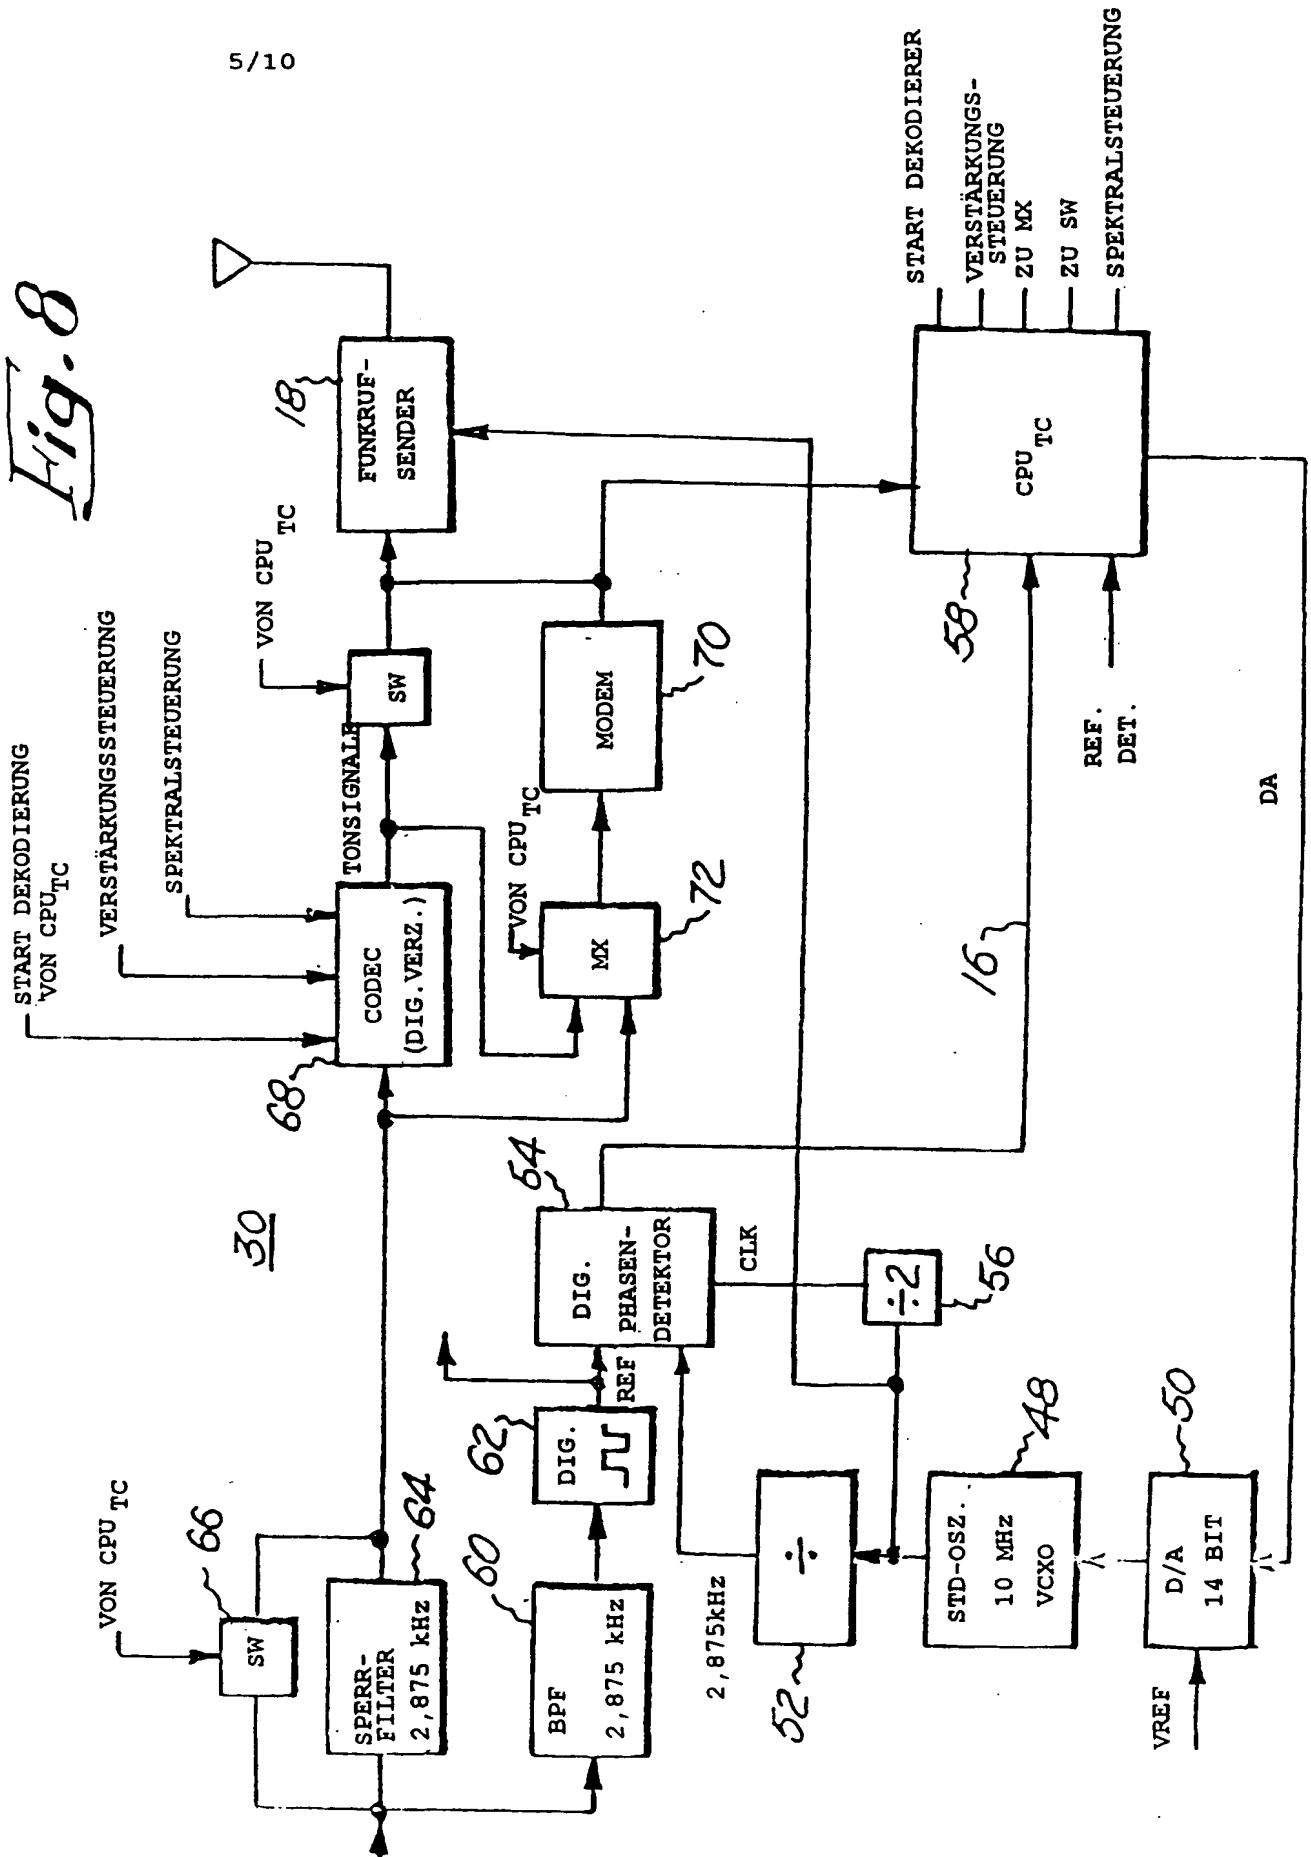 5/10
Fig. 8
30
START DEKODIERUNG
VON CPU TC
VERSTÄRKUNGSSTEUERUNG
SPEKTRALSTEUERUNG
VON CPU TC
66
SW
SPERR-
FILTER
2,875 kHz
64
68
CODEC
(DIG.VERZ.)
TONSIGNALE
VON CPU TC
SW
18
FUNKRUF-
SENDER
BPF
2,875 kHz
60
62
DIG.
REF
54
DIG.
PHASEN-
DETEKTOR
CLK
VON CPU TC
MX
72
MODEM
70
2,875kHz
52
÷
÷2
56
STD-OSZ.
10 MHz
VCXO
48
VREF
D/A
14 BIT
50
16
REF.
DET.
DA
58
CPU TC
START DEKODIERER
VERSTÄRKUNGS-
STEUERUNG
ZU MX
ZU SW
SPEKTRALSTEUERUNG